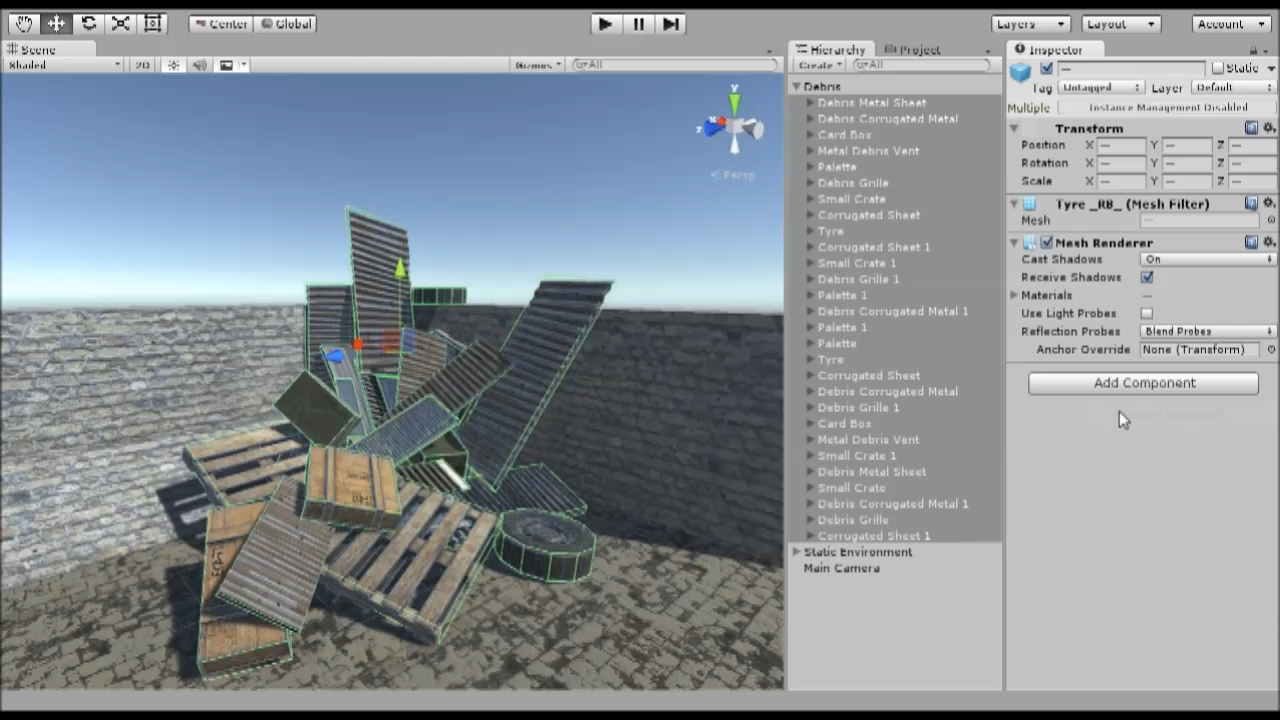 Center Global Layers Layout Account
Scene Hierarchy Project Inspector
Shaded 2D Gizmos All Create All — Static
Tag Untagged Layer Default
Multiple Instance Management Disabled
y
x
z
Persp
Debris
Debris Metal Sheet
Debris Corrugated Metal
Card Box
Metal Debris Vent
Palette
Debris Grille
Small Crate
Corrugated Sheet
Tyre
Corrugated Sheet 1
Small Crate 1
Debris Grille 1
Palette 1
Debris Corrugated Metal 1
Palette 1
Palette
Tyre
Corrugated Sheet
Debris Corrugated Metal
Debris Grille 1
Card Box
Metal Debris Vent
Small Crate 1
Debris Metal Sheet
Small Crate
Debris Corrugated Metal 1
Debris Grille
Corrugated Sheet 1
Static Environment
Main Camera
Transform
Position X — Y — Z —
Rotation X — Y — Z —
Scale X — Y — Z —
Tyre _RB_ (Mesh Filter)
Mesh —
Mesh Renderer
Cast Shadows On
Receive Shadows
Materials —
Use Light Probes
Reflection Probes Blend Probes
Anchor Override None (Transform)
Add Component